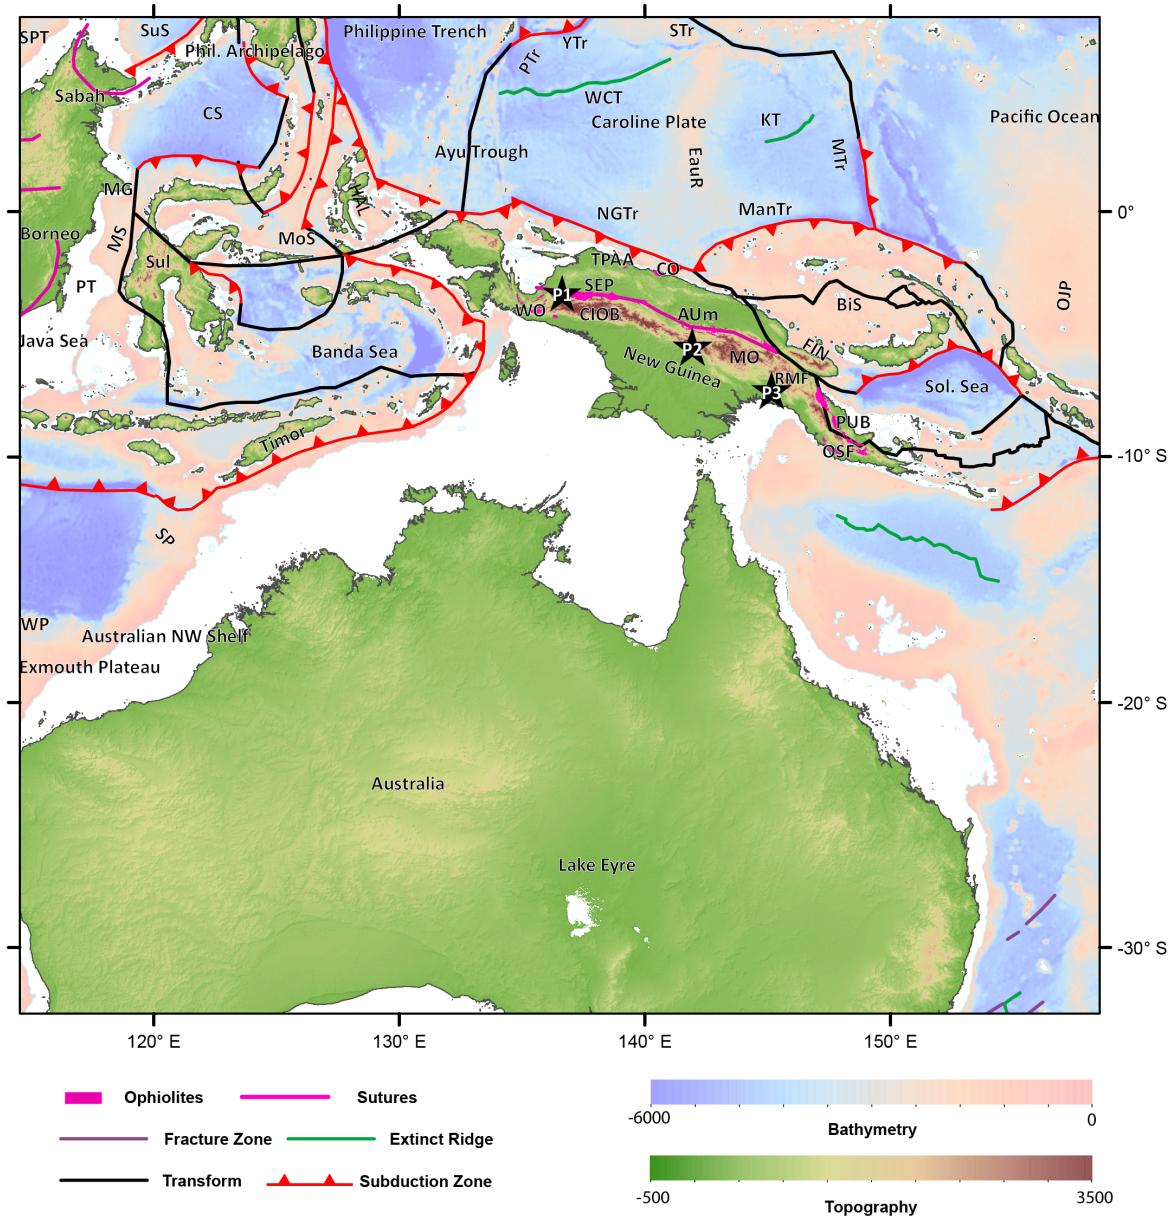 SPT
SuS
Philippine Trench
YTr
STr
Phil. Archipelago
PTr
Sabah
WCT
CS
Caroline Plate
KT
Pacific Ocean
Ayu Trough
EauR
MTr
MG
HAL
NGTr
ManTr
0°
Borneo
MS
MoS
Sul
TPAA
CO
PT
SEP
P1
WO
CIOB
AUm
BiS
OJP
Java Sea
Banda Sea
P2
MO
FIN
New Guinea
RMF
P3
Sol. Sea
PUB
Timor
OSF
-10° S
SP
WP
Australian NW Shelf
Exmouth Plateau
-20° S
Australia
Lake Eyre
-30° S
120° E
130° E
140° E
150° E
Ophiolites
Sutures
Fracture Zone
Extinct Ridge
Transform
Subduction Zone
-6000
0
Bathymetry
-500
3500
Topography